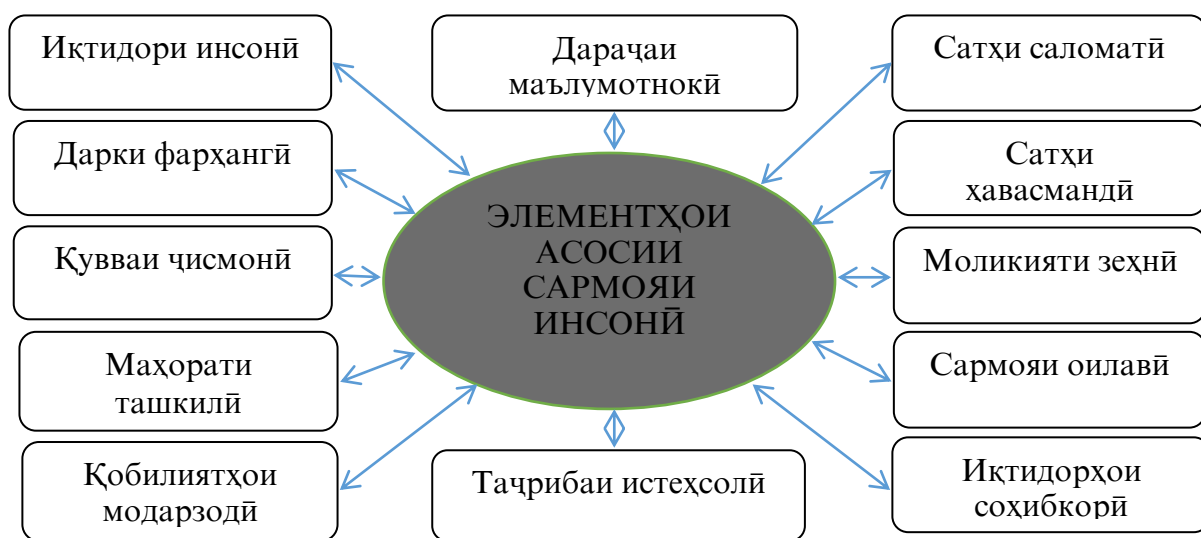 Иқтидори инсонӣ
Дараҷаи
маълумотнокӣ
Сатҳи саломатӣ
Дарки фарҳангӣ
Сатҳи
ҳавасмандӣ
ЭЛЕМЕНТҲОИ
АСОСИИ
САРМОЯИ
ИНСОНӢ
Қувваи ҷисмонӣ
Моликияти зеҳнӣ
Маҳорати
ташкилӣ
Сармояи оилавӣ
Қобилиятҳои
модарзодӣ
Таҷрибаи истеҳсолӣ
Иқтидорҳои
соҳибкорӣ